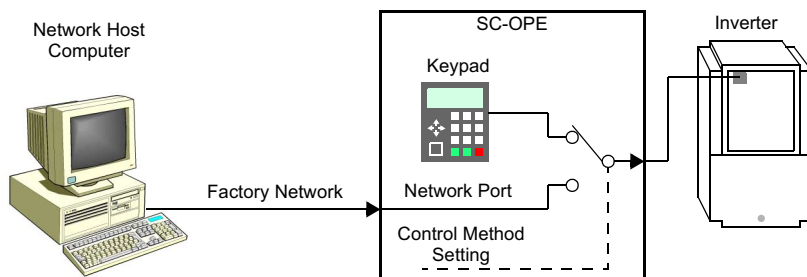 Network Host
Computer
SC-OPE
Inverter
Keypad
Factory Network
Network Port
Control Method
Setting